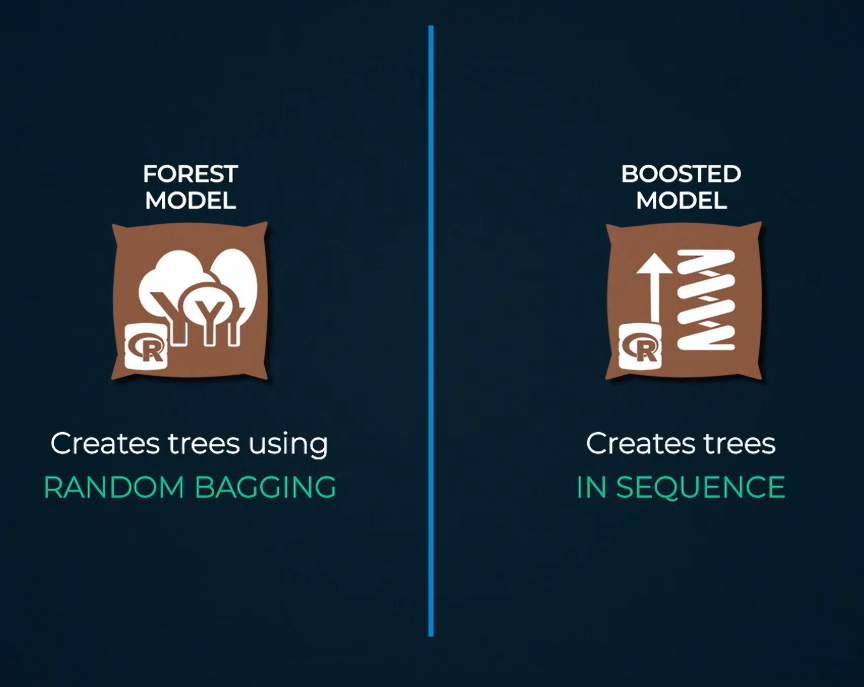 FOREST
MODEL
R
Creates trees using
RANDOM BAGGING
BOOSTED
MODEL
R
Creates trees
IN SEQUENCE